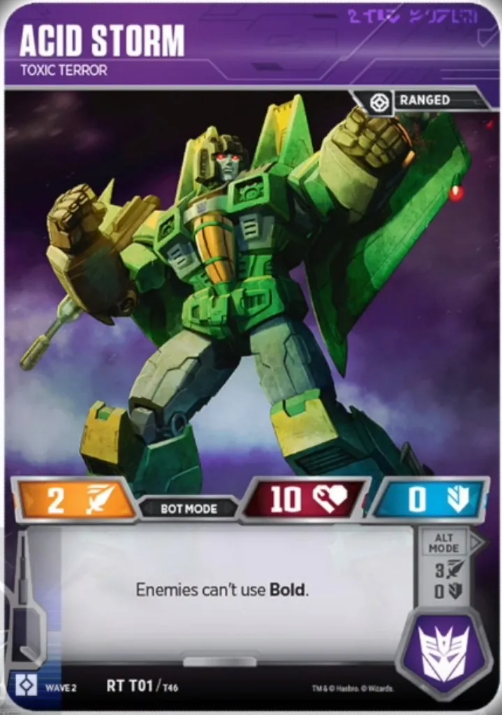 ACID STORM
TOXIC TERROR
RANGED
2
BOT MODE
10
0
ALT
MODE
3
0
Enemies can't use Bold.
WAVE 2
RT T01/T46
TM & © Hasbro. © Wizards.